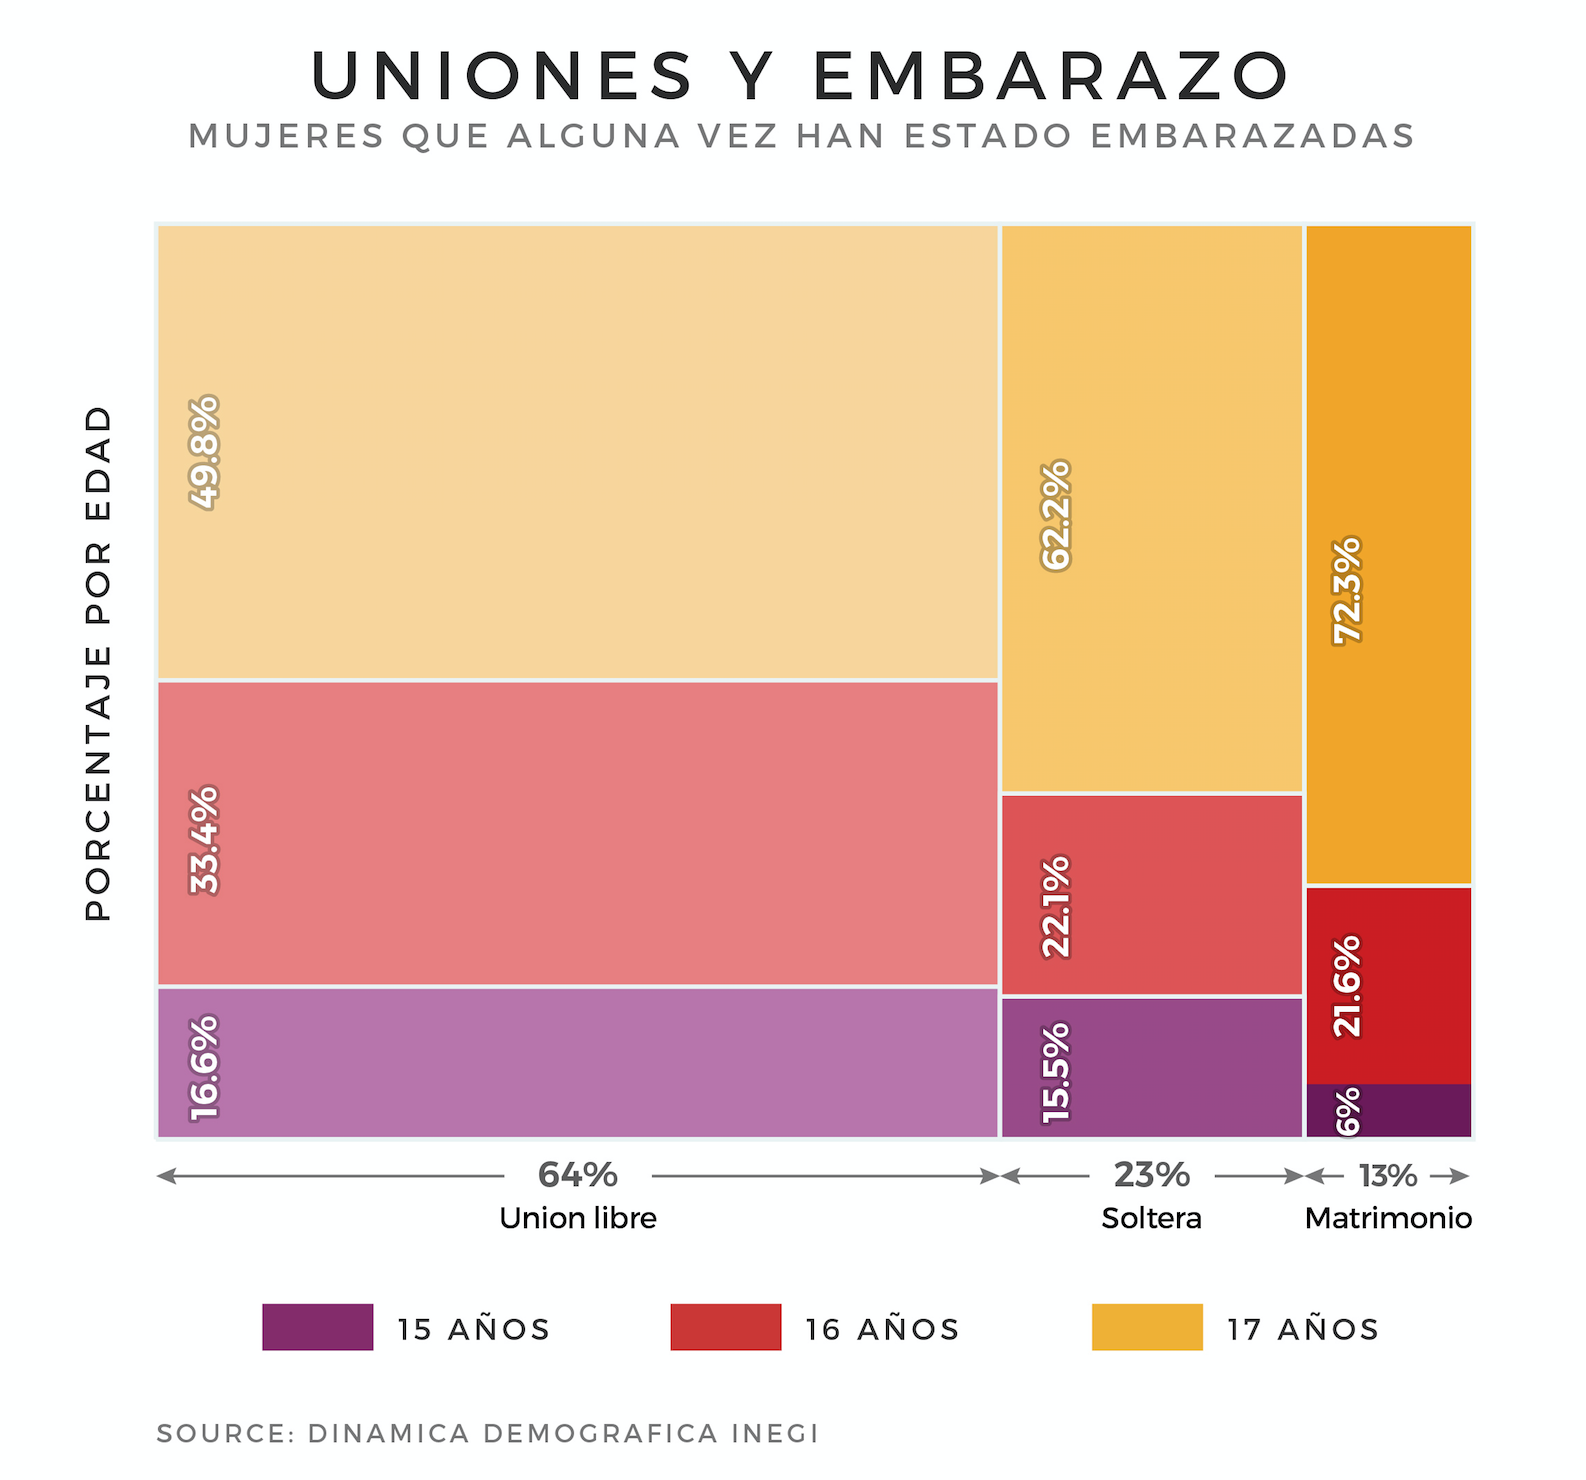 UNIONES Y EMBARAZO
MUJERES QUE ALGUNA VEZ HAN ESTADO EMBARAZADAS
PORCENTAJE POR EDAD
49.8%
33.4%
16.6%
62.2%
22.1%
15.5%
72.3%
21.6%
6%
64%
Union libre
23%
Soltera
13%
Matrimonio
15 AÑOS
16 AÑOS
17 AÑOS
SOURCE: DINAMICA DEMOGRAFICA INEGI